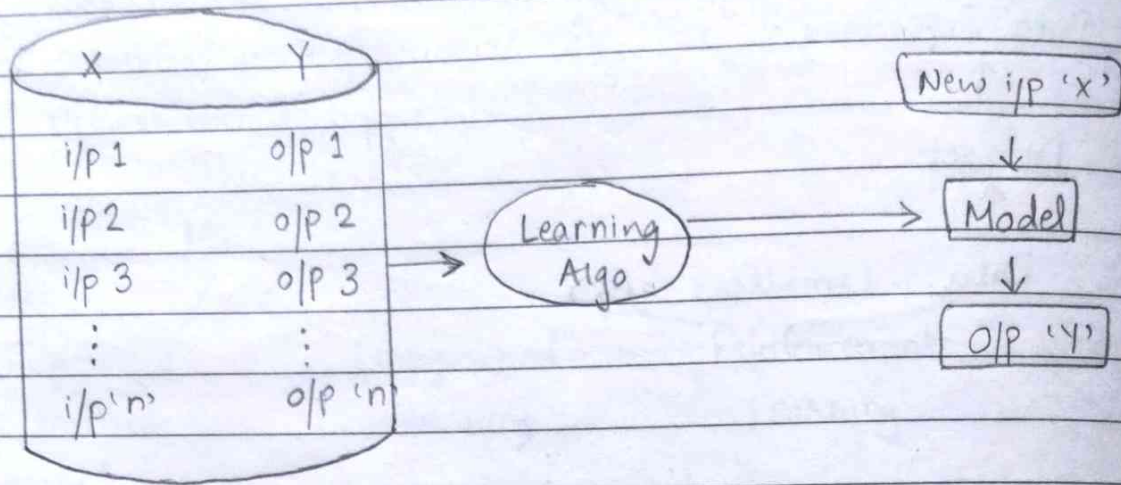 X Y
i/p 1 o/p 1
i/p 2 o/p 2
i/p 3 o/p 3
⋮ ⋮
i/p 'n' o/p 'n'
Learning
Algo
New i/p 'x'
Model
O/p 'Y'